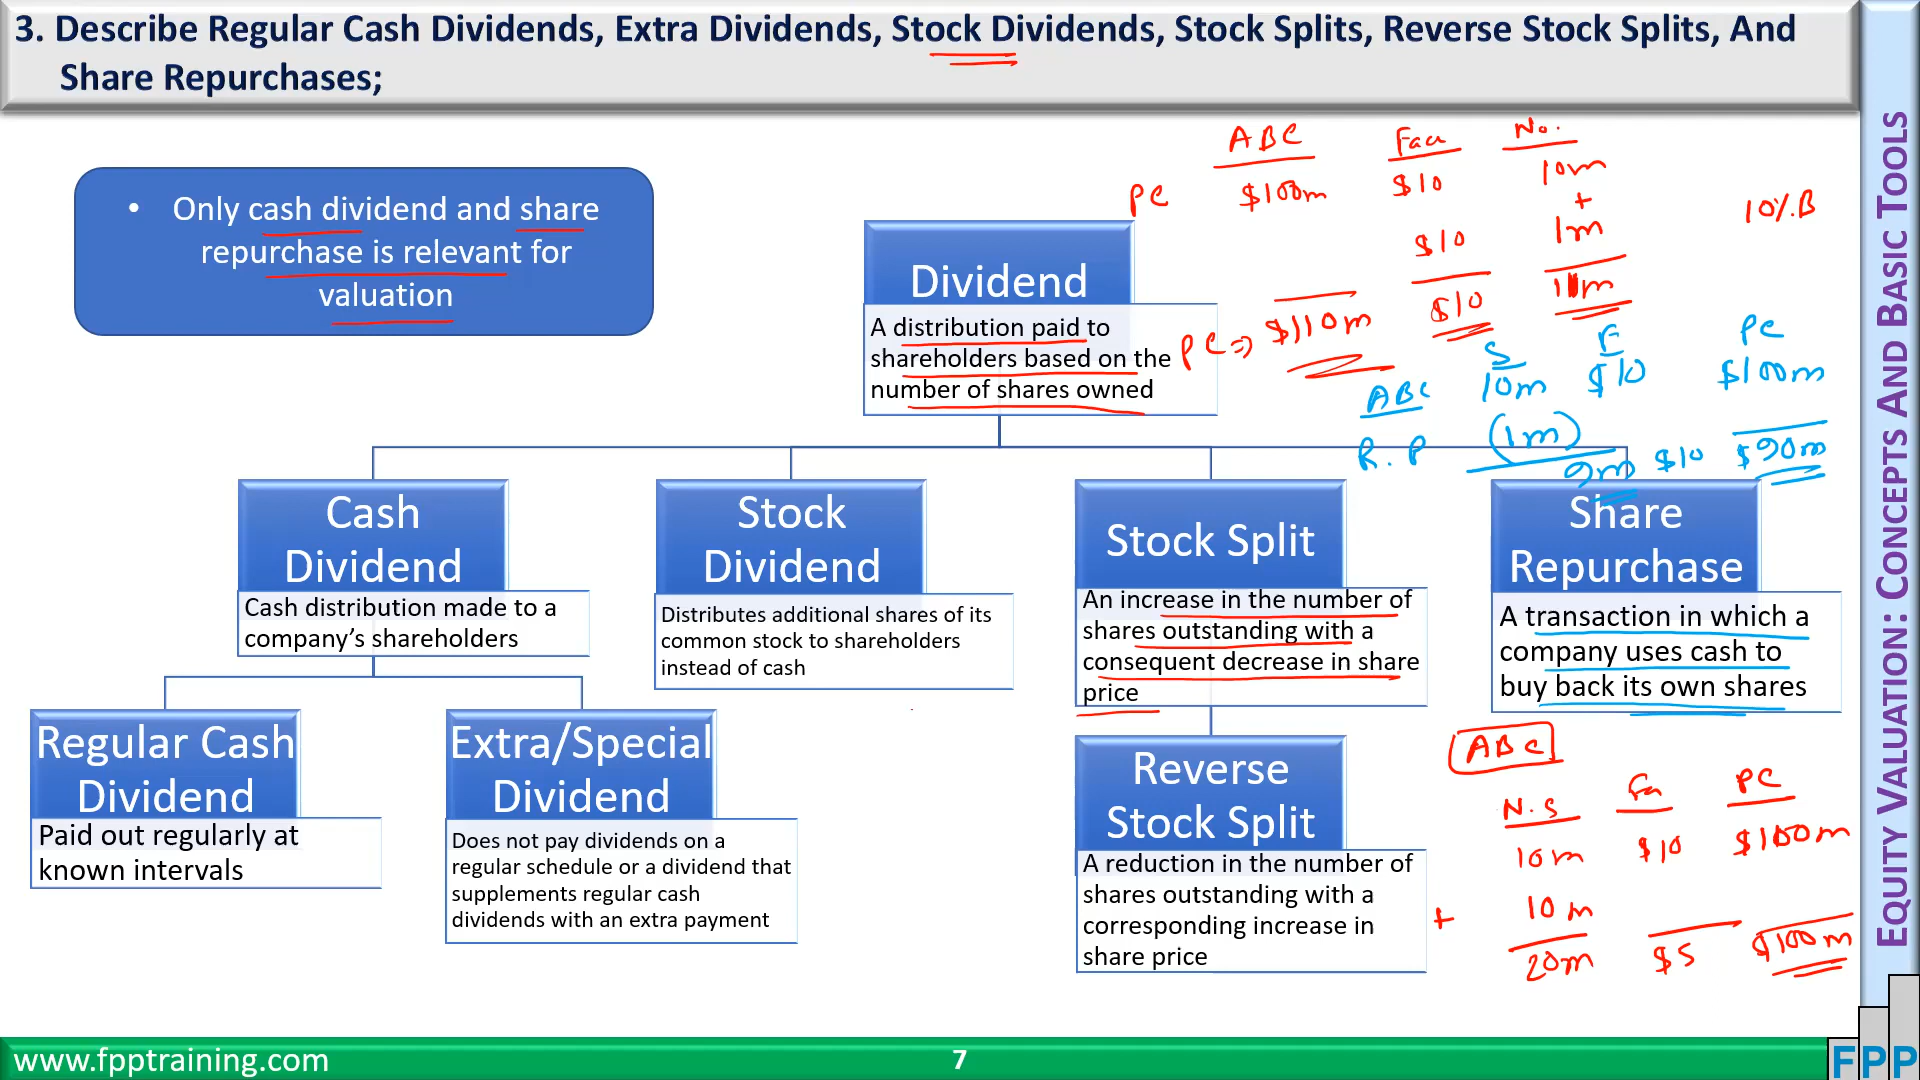 3. Describe Regular Cash Dividends, Extra Dividends, Stock Dividends, Stock Splits, Reverse Stock Splits, And
Share Repurchases;
• Only cash dividend and share
repurchase is relevant for
valuation
ABC Face No.
PC $100m $10 10m
+
10% B
$10 1m
PC => $110m $10 11m
Dividend
A distribution paid to
shareholders based on the
number of shares owned
S F PC
ABC 10m $10 $100m
R.P (1m)
9m $10 $90m
Cash
Dividend
Cash distribution made to a
company's shareholders
Stock
Dividend
Distributes additional shares of its
common stock to shareholders
instead of cash
Stock Split
An increase in the number of
shares outstanding with a
consequent decrease in share
price
Share
Repurchase
A transaction in which a
company uses cash to
buy back its own shares
Regular Cash
Dividend
Paid out regularly at
known intervals
Extra/Special
Dividend
Does not pay dividends on a
regular schedule or a dividend that
supplements regular cash
dividends with an extra payment
Reverse
Stock Split
A reduction in the number of
shares outstanding with a
corresponding increase in
share price
ABC
N.S Fa PC
10m $10 $100m
+ 10m
20m $5 $100m
EQUITY VALUATION: CONCEPTS AND BASIC TOOLS
www.fpptraining.com
7
FPP